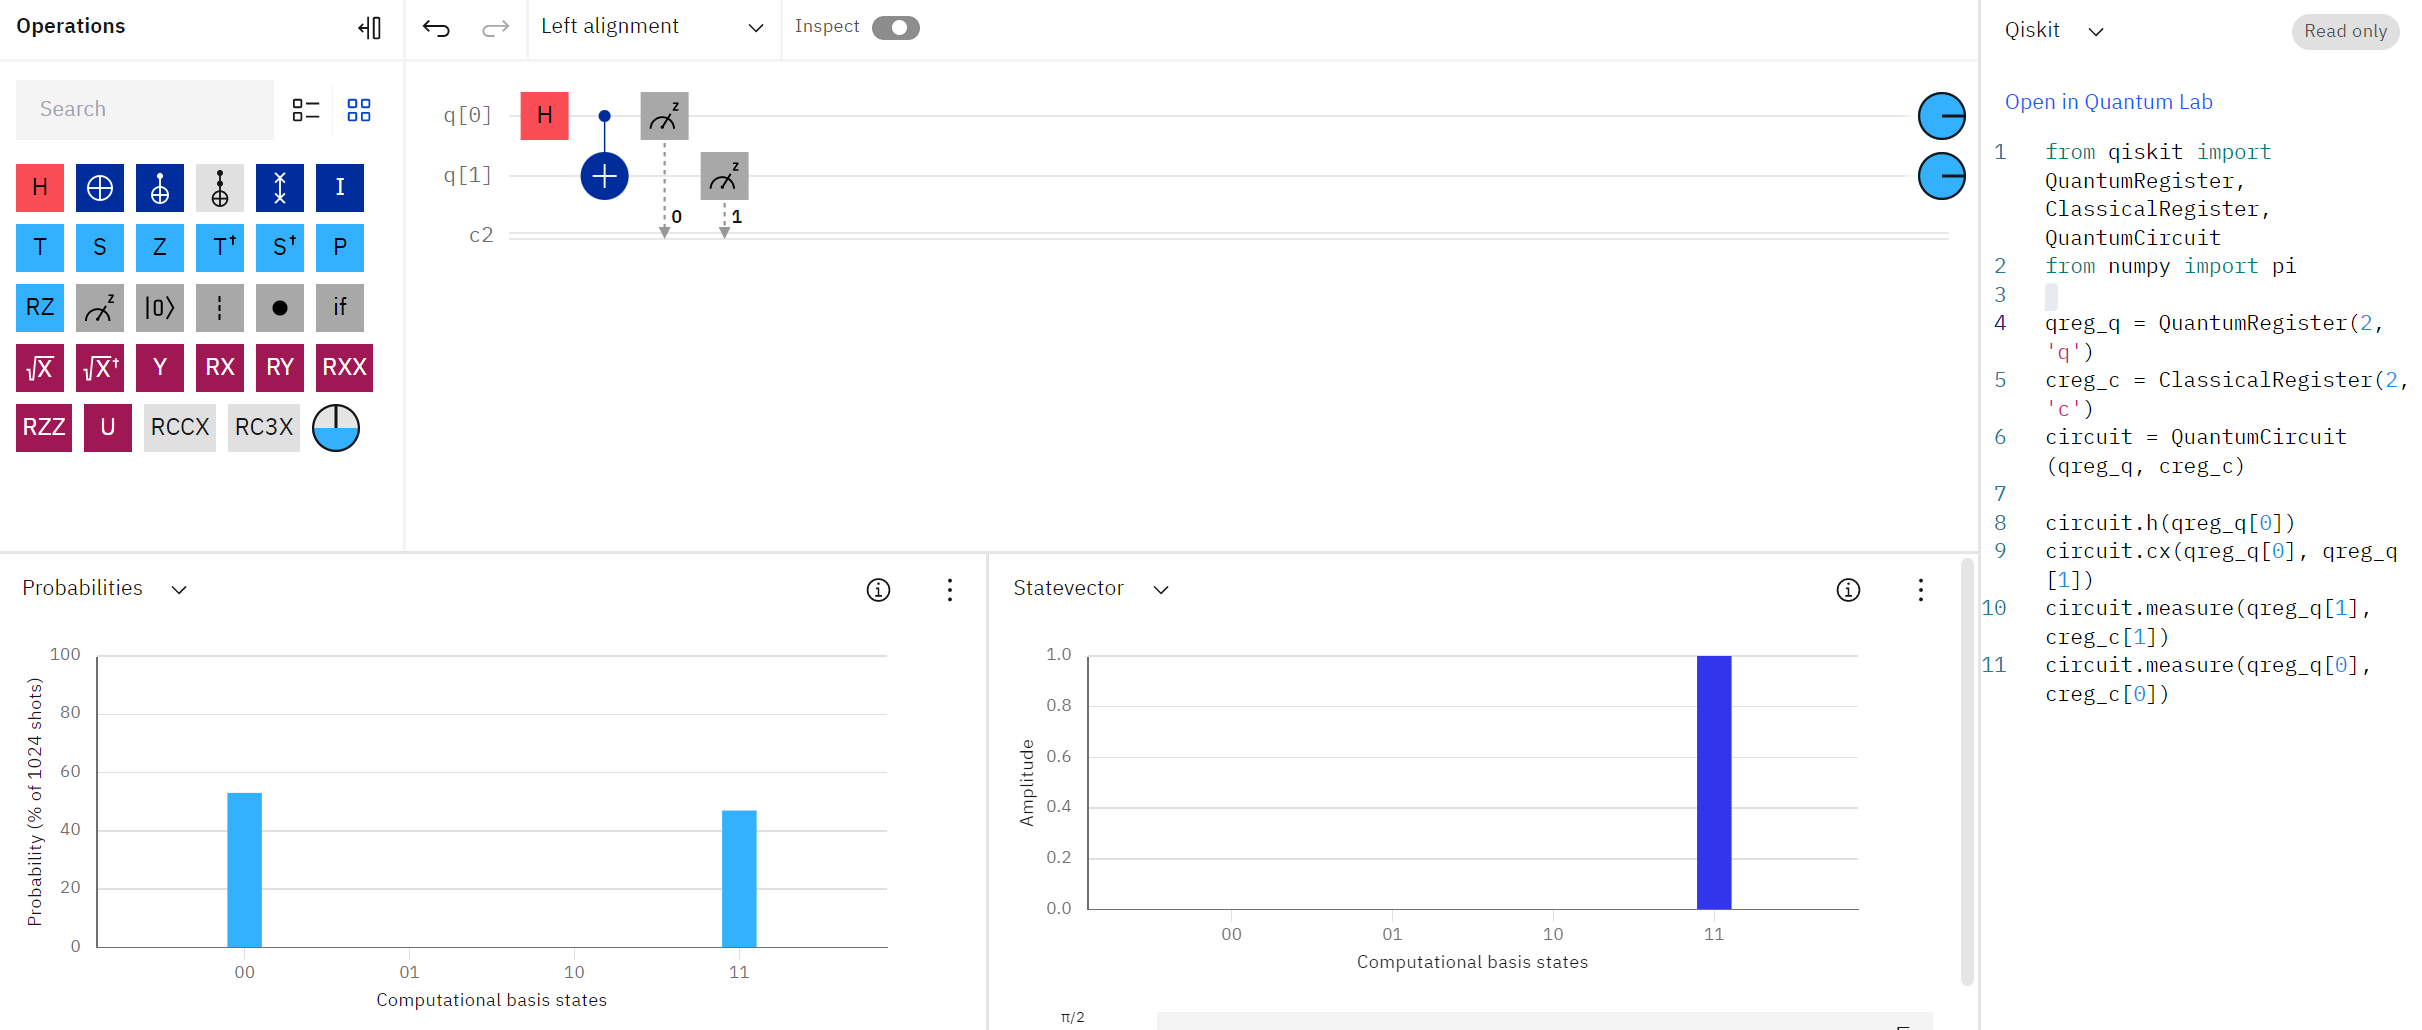 Operations
Left alignment
Inspect
Qiskit
Read only
Search
Open in Quantum Lab
q[0]
H
z
q[1]
z
0
1
c2
H
I
T
S
Z
T†
S†
P
RZ
z
|0⟩
if
√X
√X†
Y
RX
RY
RXX
RZZ
U
RCCX
RC3X
1 from qiskit import
QuantumRegister,
ClassicalRegister,
QuantumCircuit
2 from numpy import pi
3
4 qreg_q = QuantumRegister(2,
'q')
5 creg_c = ClassicalRegister(2,
'c')
6 circuit = QuantumCircuit
(qreg_q, creg_c)
7
8 circuit.h(qreg_q[0])
9 circuit.cx(qreg_q[0], qreg_q
[1])
10 circuit.measure(qreg_q[1],
creg_c[1])
11 circuit.measure(qreg_q[0],
creg_c[0])
Probabilities
Probability (% of 1024 shots)
100
80
60
40
20
0
00 01 10 11
Computational basis states
Statevector
Amplitude
1.0
0.8
0.6
0.4
0.2
0.0
00 01 10 11
Computational basis states
π/2